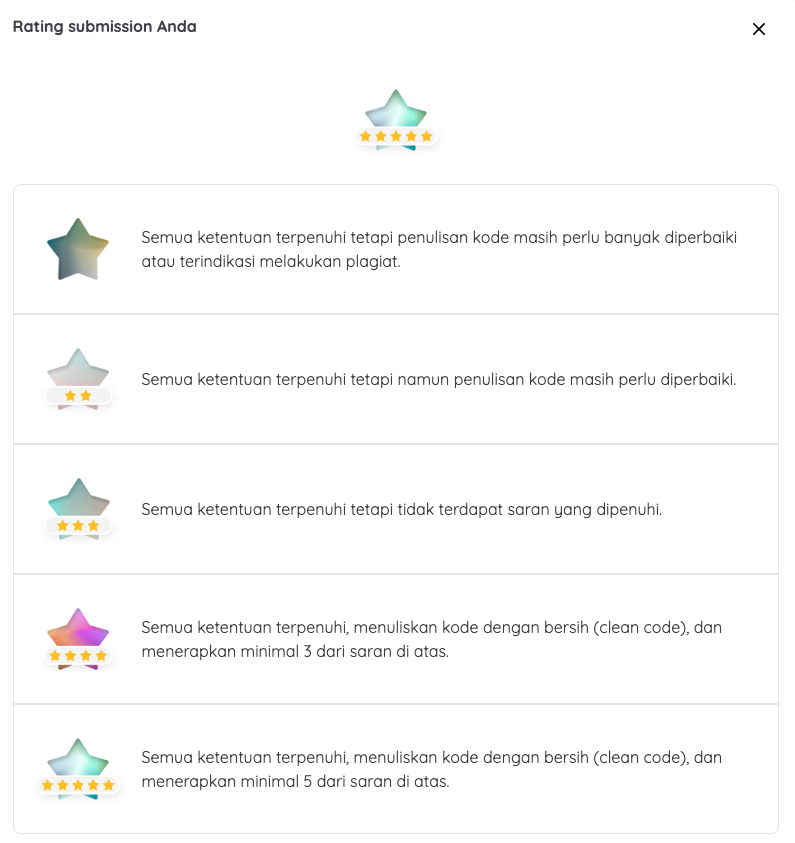 Rating submission Anda
Semua ketentuan terpenuhi tetapi penulisan kode masih perlu banyak diperbaiki
atau terindikasi melakukan plagiat.
Semua ketentuan terpenuhi tetapi namun penulisan kode masih perlu diperbaiki.
Semua ketentuan terpenuhi tetapi tidak terdapat saran yang dipenuhi.
Semua ketentuan terpenuhi, menuliskan kode dengan bersih (clean code), dan
menerapkan minimal 3 dari saran di atas.
Semua ketentuan terpenuhi, menuliskan kode dengan bersih (clean code), dan
menerapkan minimal 5 dari saran di atas.